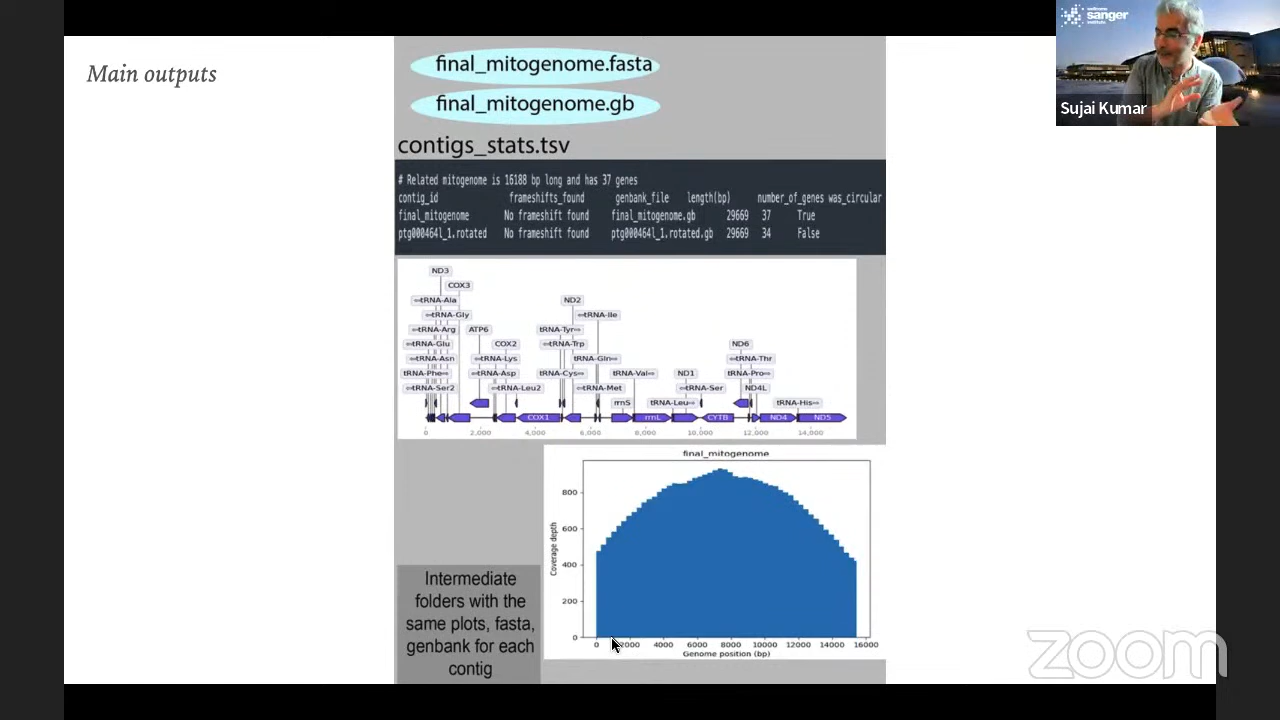 Main outputs
final_mitogenome.fasta
final_mitogenome.gb
contigs_stats.tsv
# Related mitogenome is 16188 bp long and has 37 genes
contig_id frameshifts_found genbank_file length(bp) number_of_genes was_circular
final_mitogenome No frameshift found final_mitogenome.gb 29669 37 True
ptg000464l_1.rotated No frameshift found ptg000464l_1.rotated.gb 29669 34 False
ND3
COX3
⇐tRNA-Ala ND2
⇐tRNA-Gly ⇐tRNA-Ile
⇐tRNA-Arg ATP6 tRNA-Tyr⇒
⇐tRNA-Glu COX2 ⇐tRNA-Trp ND6
⇐tRNA-Asn ⇐tRNA-Lys tRNA-Gln⇒ ⇐tRNA-Thr
tRNA-Phe⇒ ⇐tRNA-Asp tRNA-Cys⇒ tRNA-Val⇒ ND1 tRNA-Pro⇒
⇐tRNA-Ser2 ⇐tRNA-Leu2 ⇐tRNA-Met ⇐tRNA-Ser ND4L
rrnS tRNA-Leu⇒ tRNA-His⇒
COX1 rrnL CYTB ND4 ND5
0 2,000 4,000 6,000 8,000 10,000 12,000 14,000
final_mitogenome
800
600
400
200
0
Coverage depth
0 2000 4000 6000 8000 10000 12000 14000 16000
Genome position (bp)
Intermediate
folders with the
same plots, fasta,
genbank for each
contig
wellcome
sanger
institute
Sujai Kumar
zoom